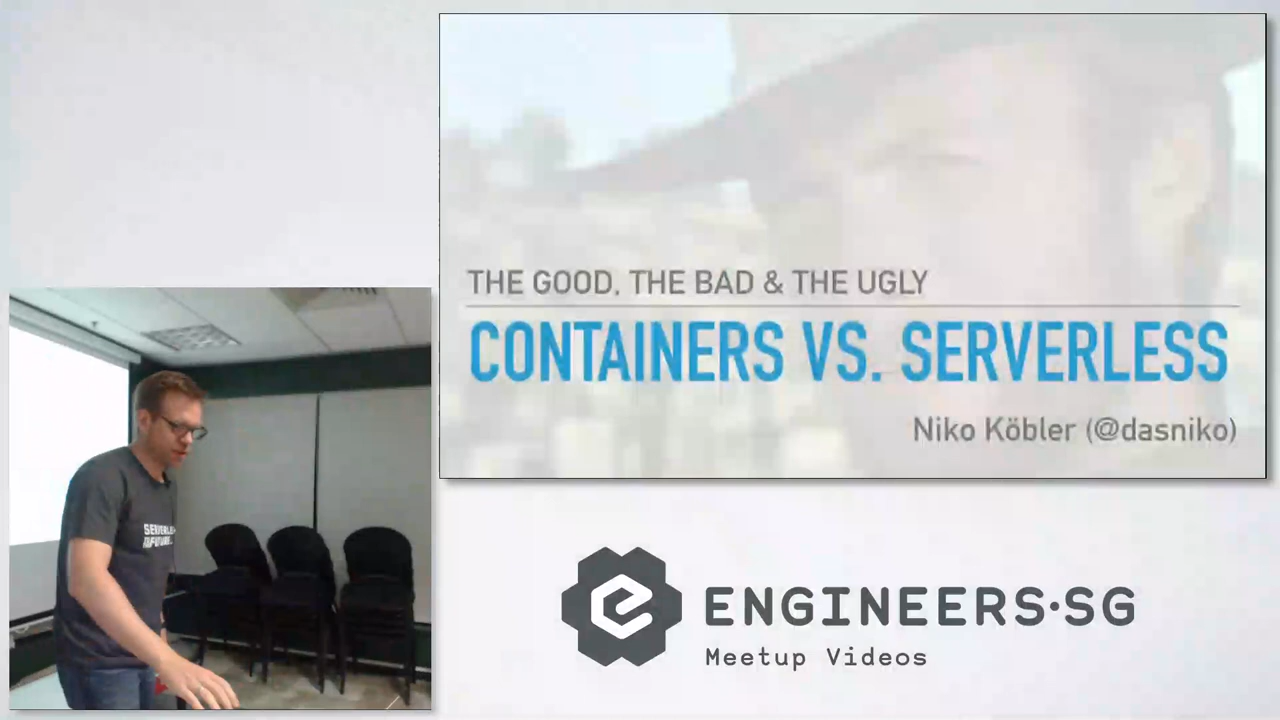 THE GOOD, THE BAD & THE UGLY
CONTAINERS VS. SERVERLESS
Niko Köbler (@dasniko)
ENGINEERS·SG
Meetup Videos